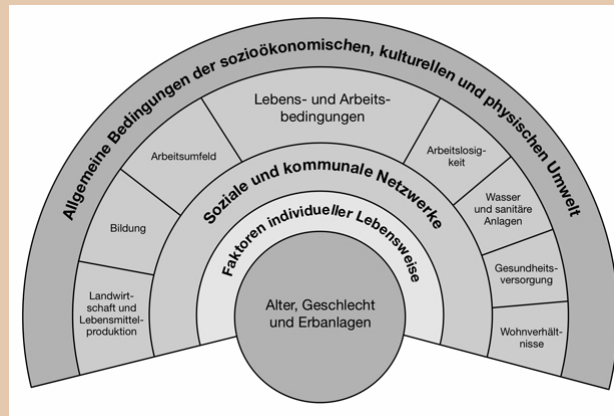 Allgemeine Bedingungen der sozioökonomischen, kulturellen und physischen Umwelt
Lebens- und Arbeits-
bedingungen
Arbeitsumfeld
Arbeitslosig-
keit
Bildung
Wasser
und sanitäre
Anlagen
Landwirt-
schaft und
Lebensmittel-
produktion
Gesundheits-
versorgung
Wohnverhält-
nisse
Soziale und kommunale Netzwerke
Faktoren individueller Lebensweise
Alter, Geschlecht
und Erbanlagen